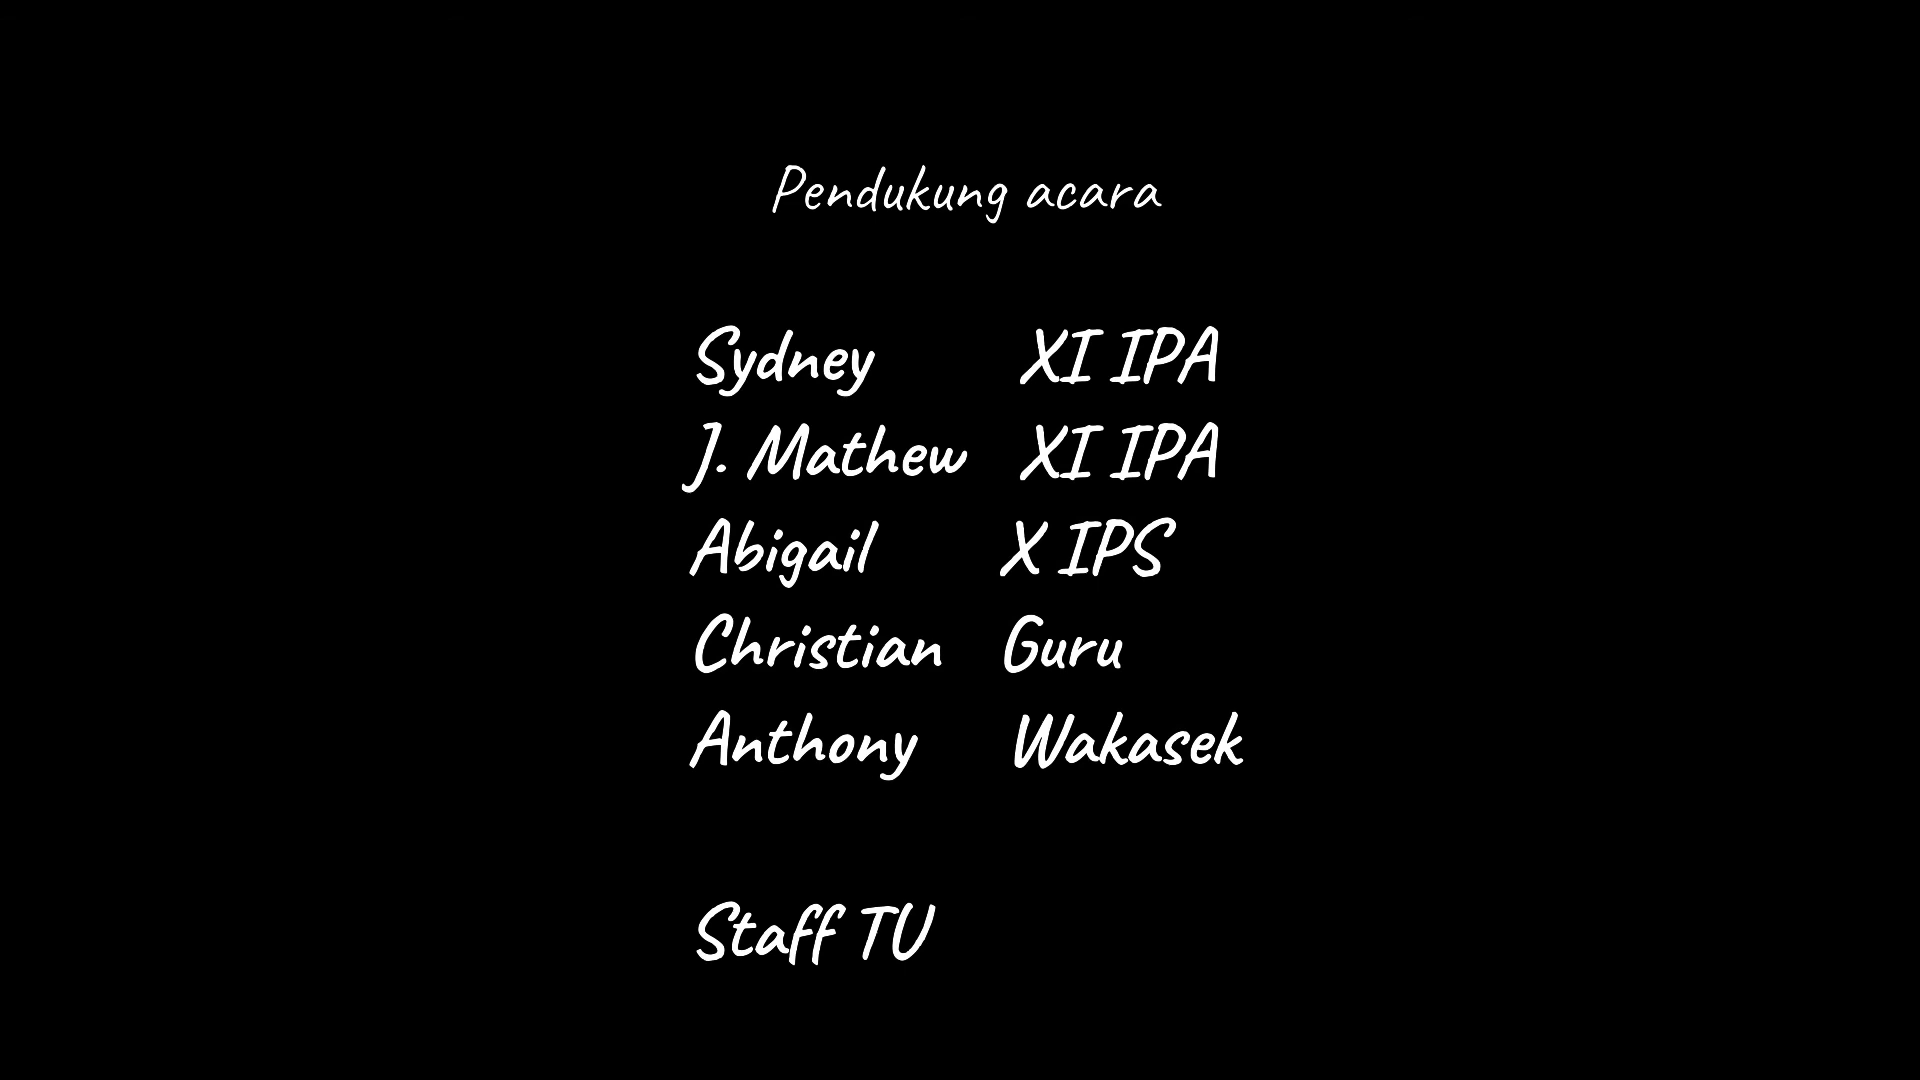 Pendukung acara
Sydney XI IPA
J. Mathew XI IPA
Abigail X IPS
Christian Guru
Anthony Wakasek
Staff TU